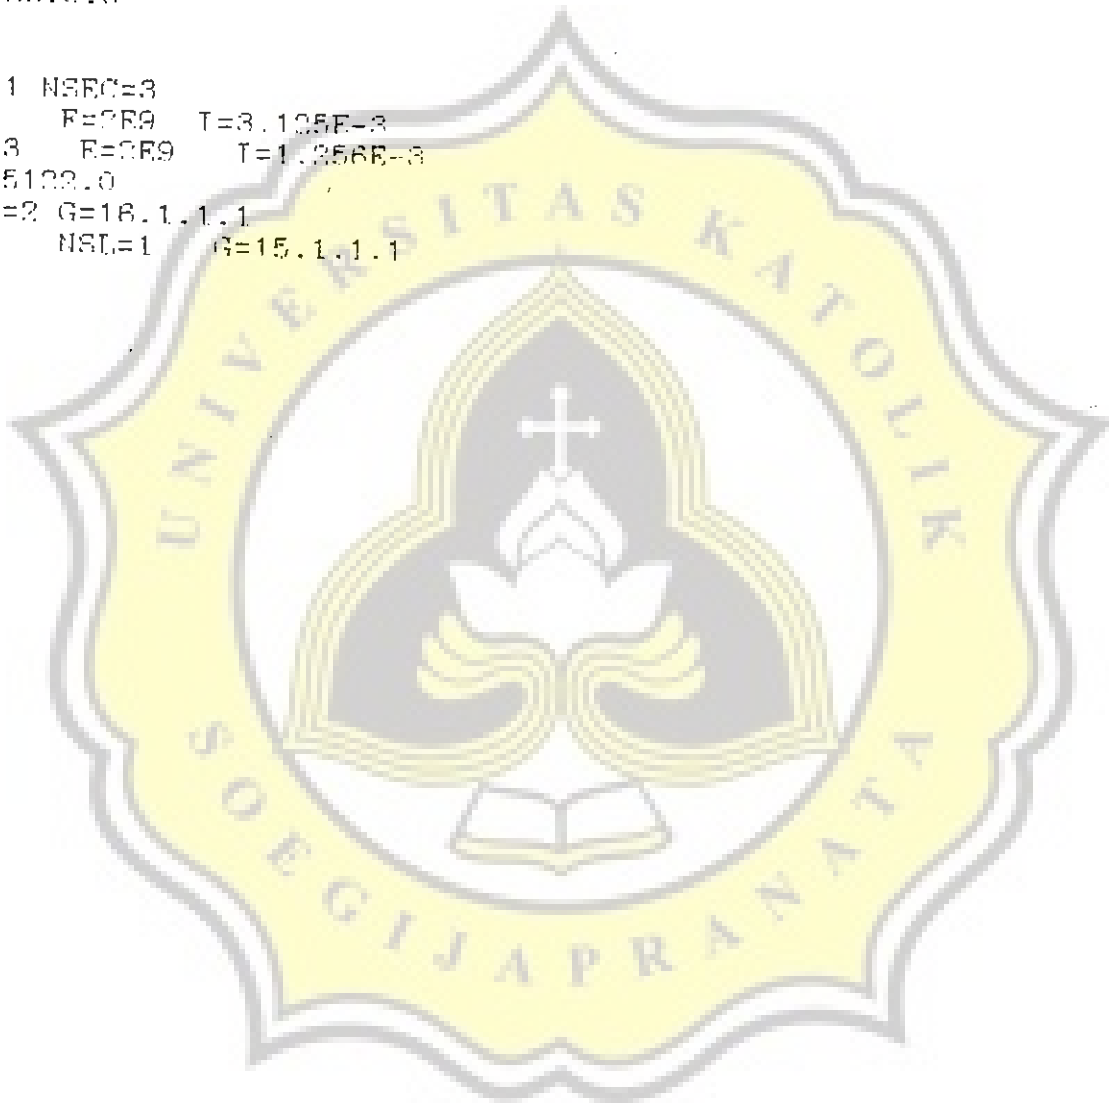 1 NSEC=3
E=2E9 I=3.125E-3
3 E=2E9 I=1.256E-3
5122.0
=2 G=16.1.1.1
NSL=1 G=15.1.1.1
UNIVERSITAS KATOLIK
SOEGIJAPRANATA